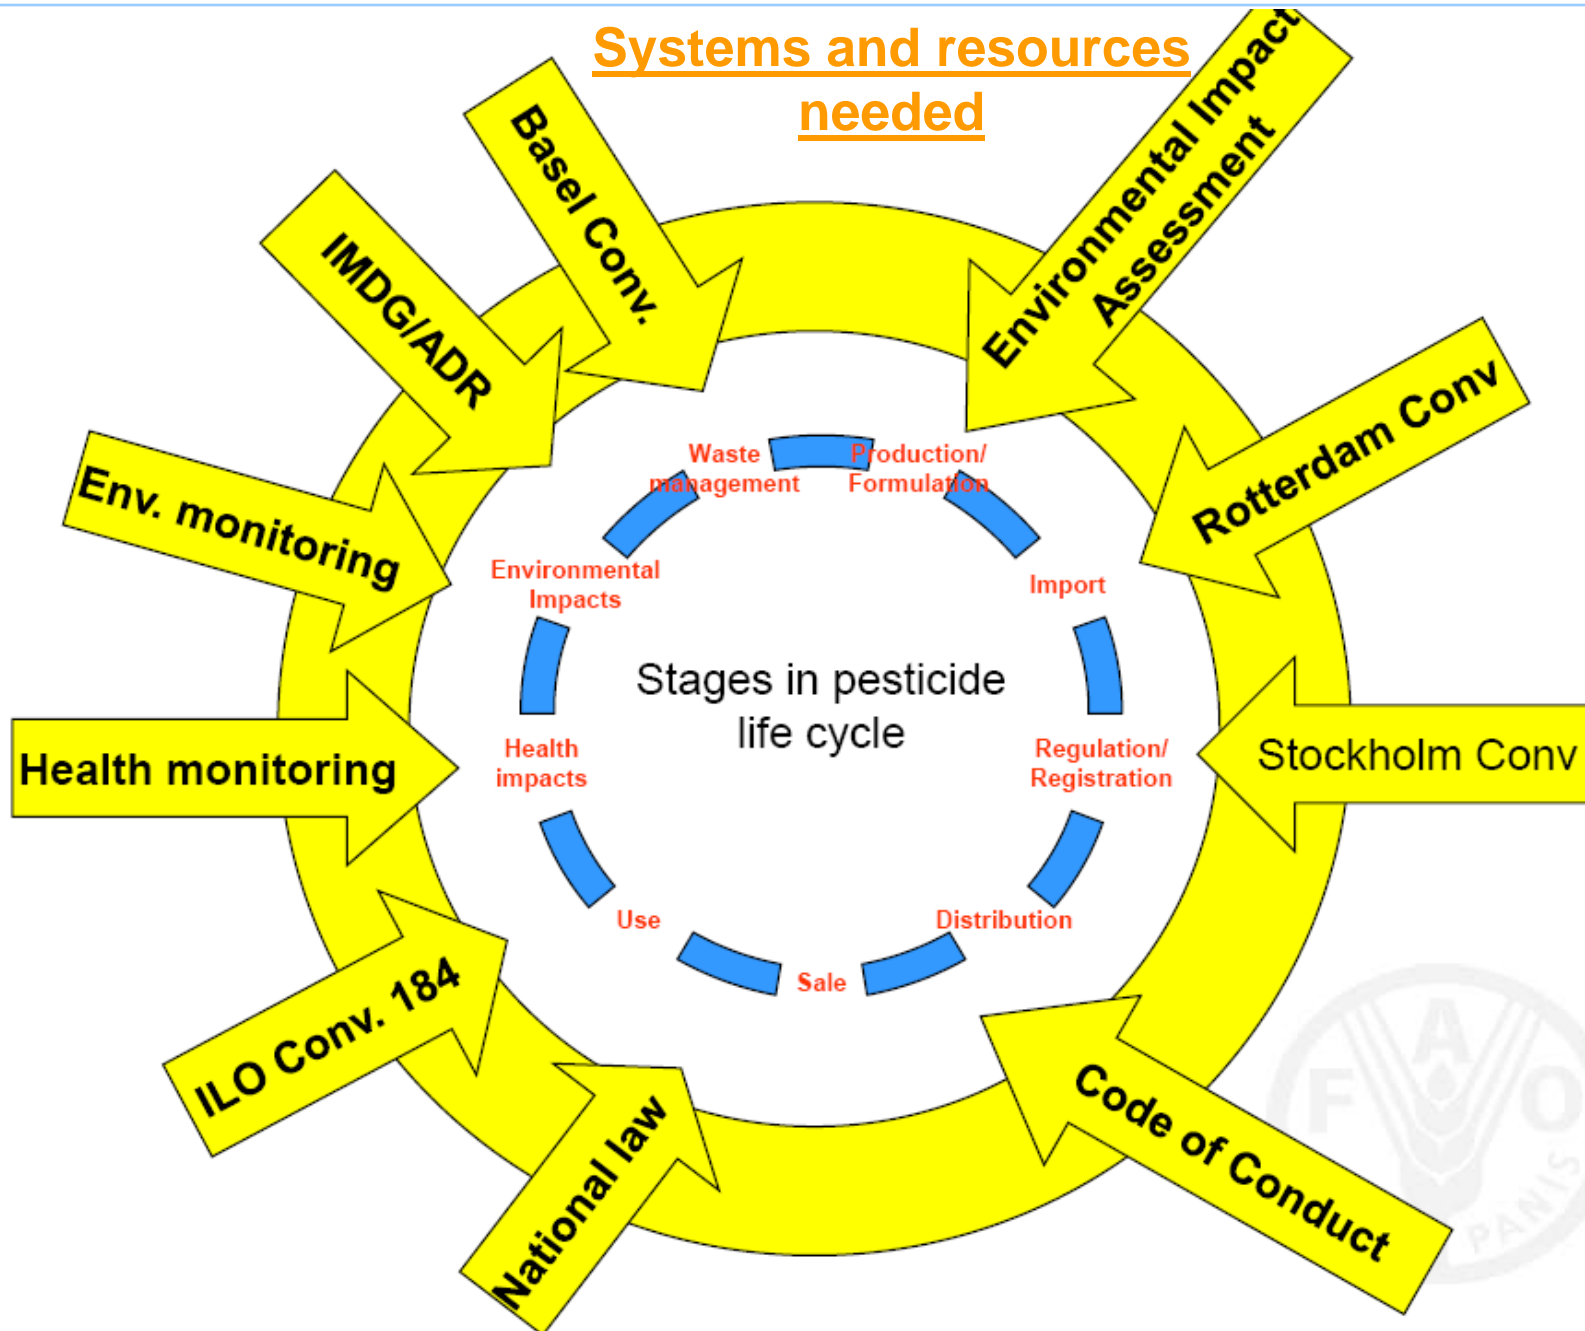 Systems and resources
needed
Basel Conv.
Environmental Impact
Assessment
IMDG/ADR
Rotterdam Conv
Env. monitoring
Stockholm Conv
Health monitoring
ILO Conv. 184
National law
Code of Conduct
Waste
management
Production/
Formulation
Environmental
Impacts
Import
Stages in pesticide
life cycle
Health
impacts
Regulation/
Registration
Use
Distribution
Sale
F A O
PANIS